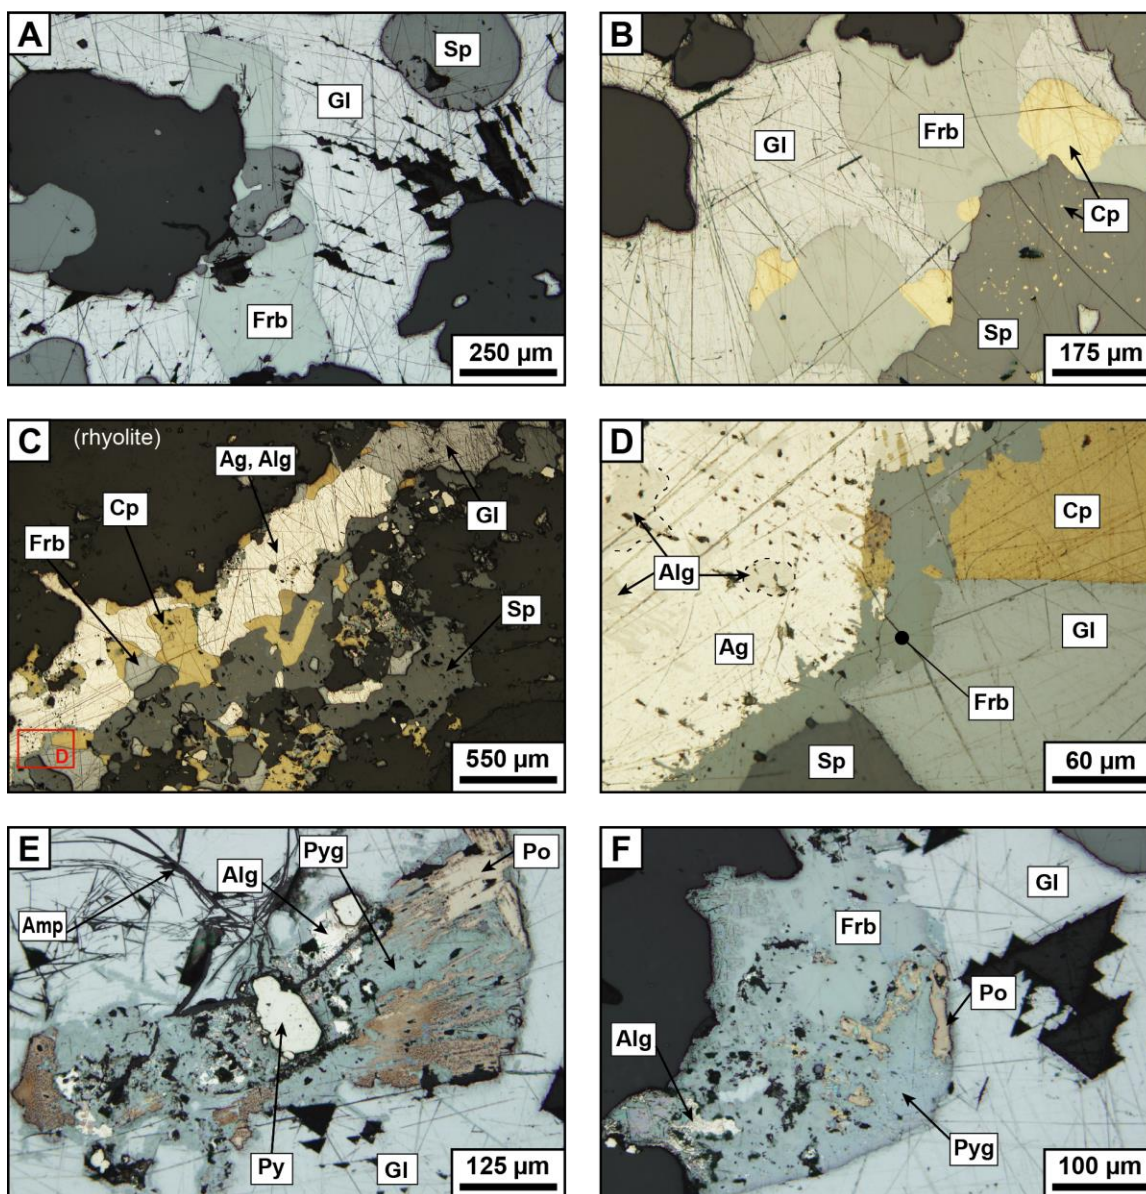 A
Sp
Gl
Frb
250 µm
B
Frb
Gl
Cp
Sp
175 µm
C
(rhyolite)
Ag, Alg
Cp
Gl
Frb
Sp
D
550 µm
D
Cp
Alg
Gl
Ag
Frb
Sp
60 µm
E
Pyg
Po
Alg
Amp
Py
Gl
125 µm
F
Gl
Frb
Po
Alg
Pyg
100 µm